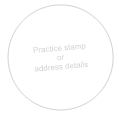 Practice stamp
or
address details